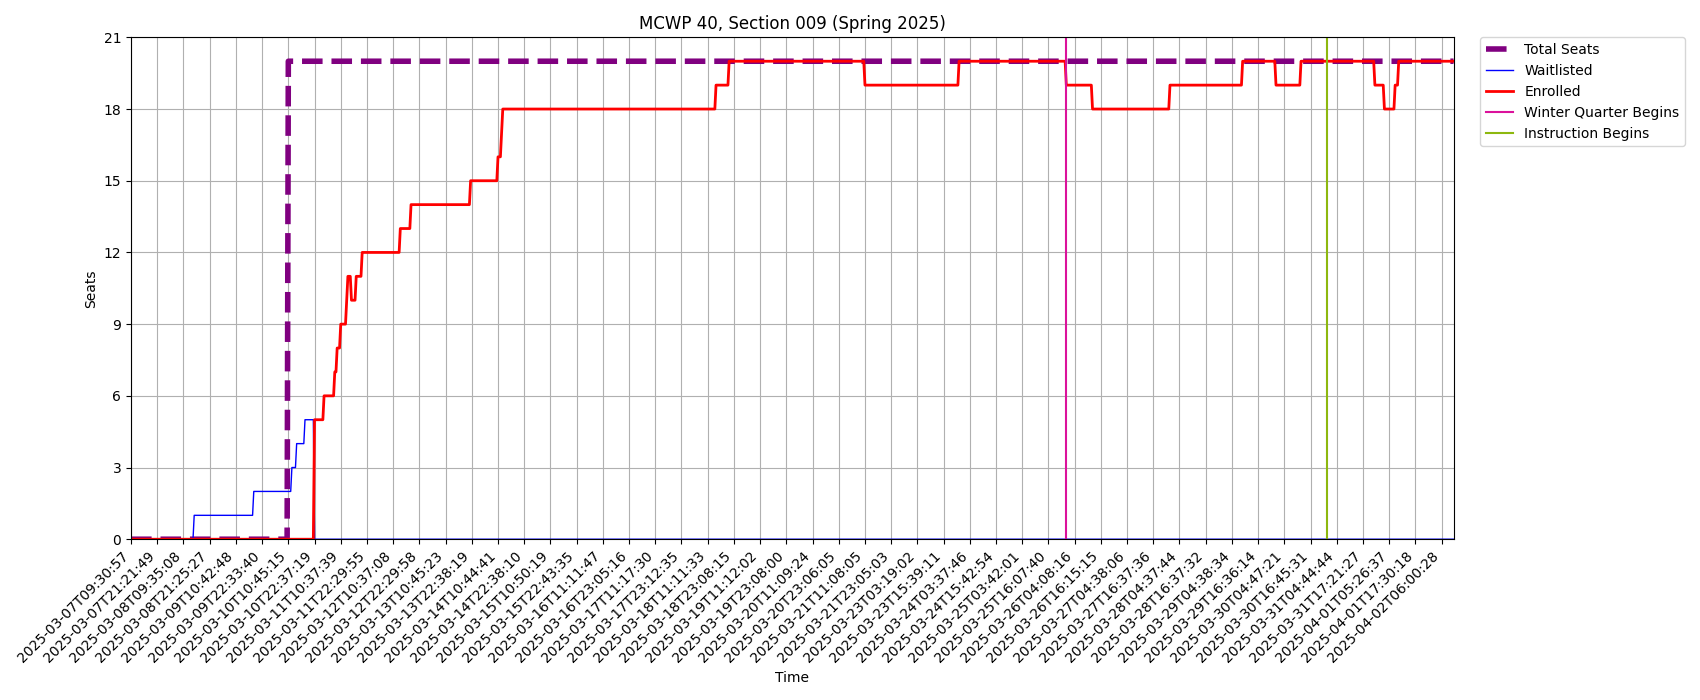 MCWP 40, Section 009 (Spring 2025)
21
18
15
12
9
6
3
0
Seats
Total Seats
Waitlisted
Enrolled
Winter Quarter Begins
Instruction Begins
2025-03-07T09:30:57
2025-03-07T21:21:49
2025-03-08T09:35:08
2025-03-08T21:25:27
2025-03-09T10:42:48
2025-03-09T22:33:40
2025-03-10T10:45:15
2025-03-10T22:37:19
2025-03-11T10:37:39
2025-03-11T22:29:55
2025-03-12T10:37:08
2025-03-12T22:29:58
2025-03-13T10:45:23
2025-03-13T22:38:19
2025-03-14T10:44:41
2025-03-14T22:38:10
2025-03-15T10:50:19
2025-03-15T22:43:35
2025-03-16T11:11:47
2025-03-16T23:05:16
2025-03-17T11:17:30
2025-03-17T23:12:35
2025-03-18T11:11:33
2025-03-18T23:08:15
2025-03-19T11:12:02
2025-03-19T23:08:00
2025-03-20T11:09:24
2025-03-20T23:06:05
2025-03-21T11:08:05
2025-03-21T23:05:03
2025-03-23T03:19:02
2025-03-23T15:39:11
2025-03-24T03:37:46
2025-03-24T15:42:54
2025-03-25T03:42:01
2025-03-25T16:07:40
2025-03-26T04:08:16
2025-03-26T16:15:15
2025-03-27T04:38:06
2025-03-27T16:37:36
2025-03-28T04:37:44
2025-03-28T16:37:32
2025-03-29T04:38:34
2025-03-29T16:36:14
2025-03-30T04:47:21
2025-03-30T16:45:31
2025-03-31T04:44:44
2025-03-31T17:21:27
2025-04-01T05:26:37
2025-04-01T17:30:18
2025-04-02T06:00:28
Time